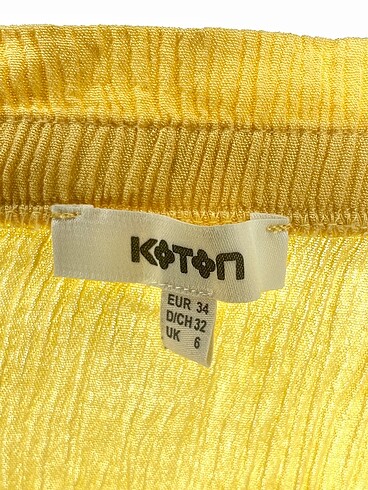 KOTON
EUR 34
D/CH 32
UK 6